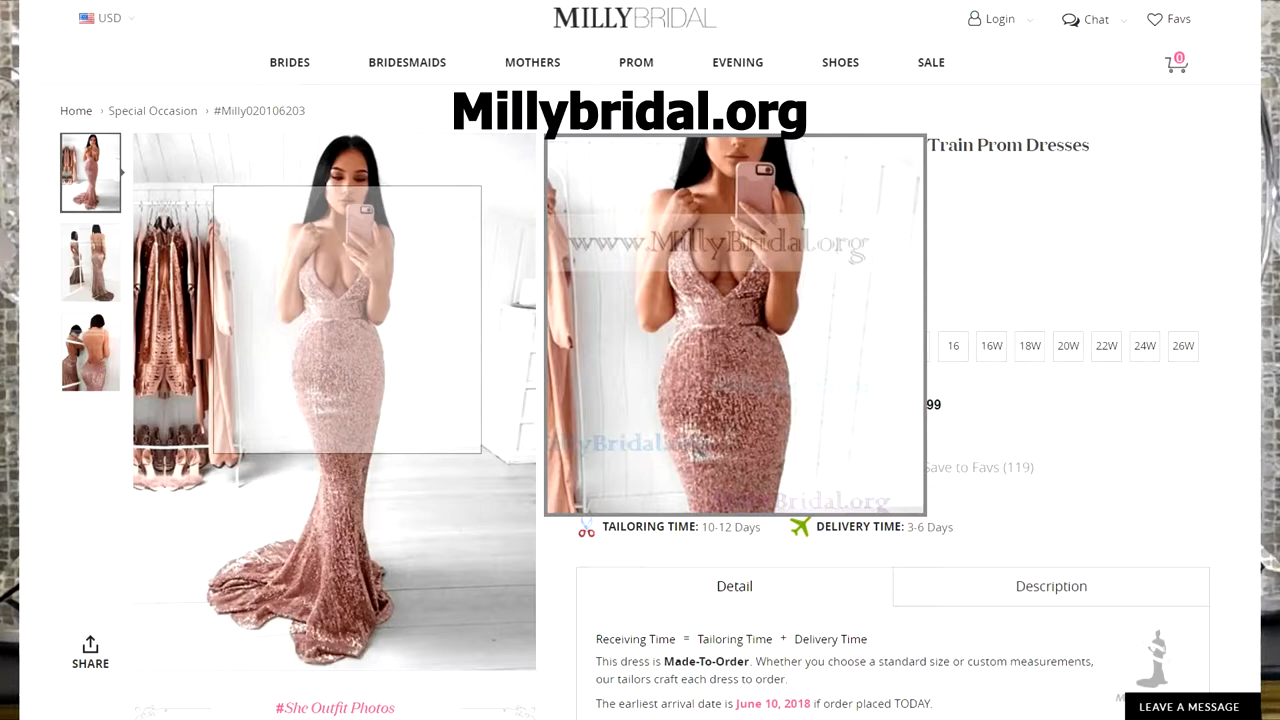 USD
MILLYBRIDAL
Login
Chat
Favs
0
BRIDES BRIDESMAIDS MOTHERS PROM EVENING SHOES SALE
Millybridal.org
Home › Special Occasion › #Milly020106203
Train Prom Dresses
www.MillyBridal.org
16 16W 18W 20W 22W 24W 26W
99
Save to Favs (119)
MillyBridal.org
Bridal.org
TAILORING TIME: 10-12 Days
DELIVERY TIME: 3-6 Days
Detail
Description
Receiving Time = Tailoring Time + Delivery Time
This dress is Made-To-Order. Whether you choose a standard size or custom measurements,
our tailors craft each dress to order.
The earliest arrival date is June 10, 2018 if order placed TODAY.
SHARE
#She Outfit Photos
LEAVE A MESSAGE